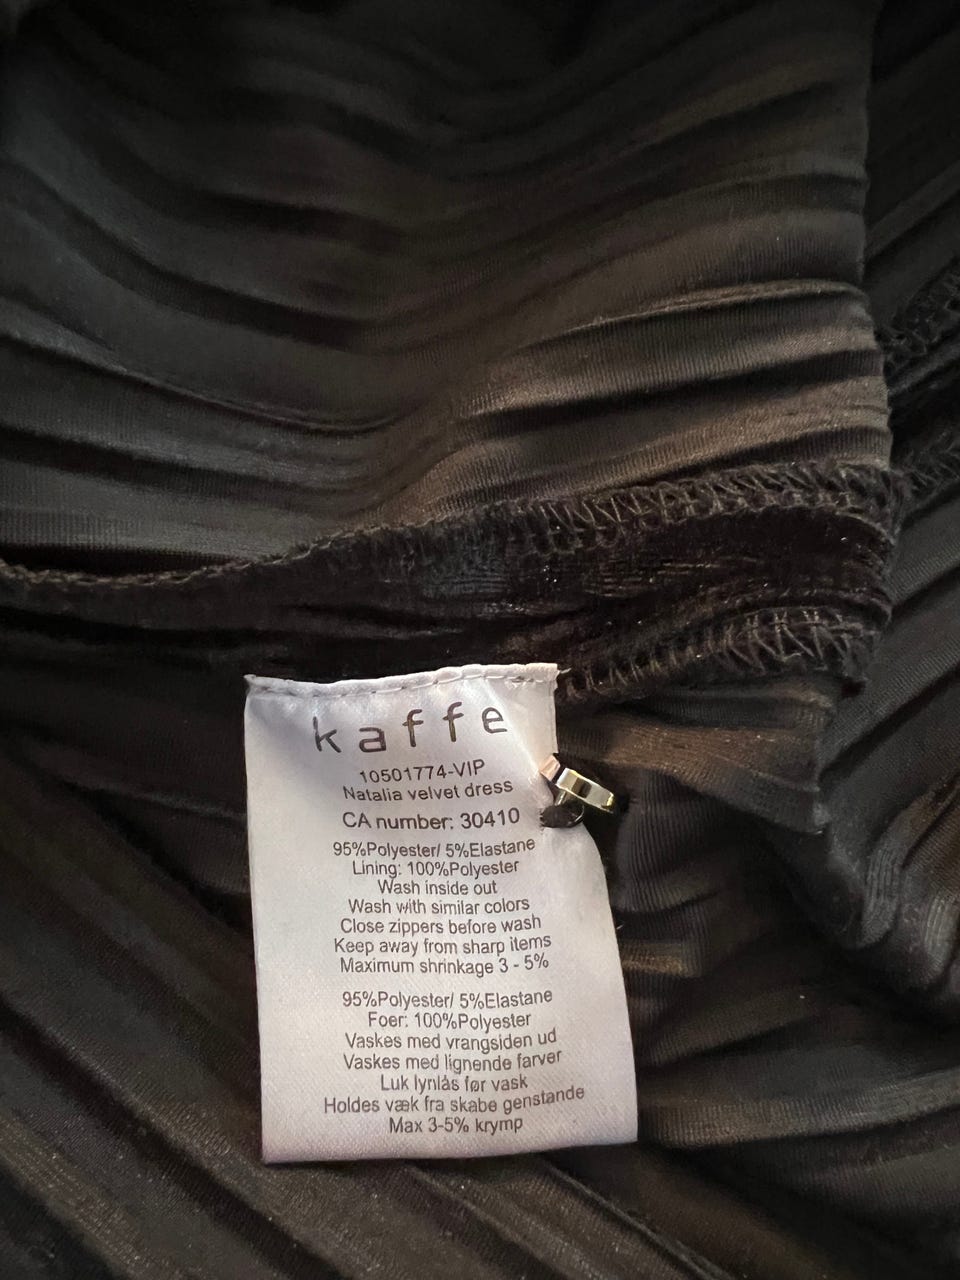 kaffe
10501774-VIP
Natalia velvet dress
CA number: 30410
95%Polyester/ 5%Elastane
Lining: 100%Polyester
Wash inside out
Wash with similar colors
Close zippers before wash
Keep away from sharp items
Maximum shrinkage 3 - 5%
95%Polyester/ 5%Elastane
Foer: 100%Polyester
Vaskes med vrangsiden ud
Vaskes med lignende farver
Luk lynlås før vask
Holdes væk fra skabe genstande
Max 3-5% krymp